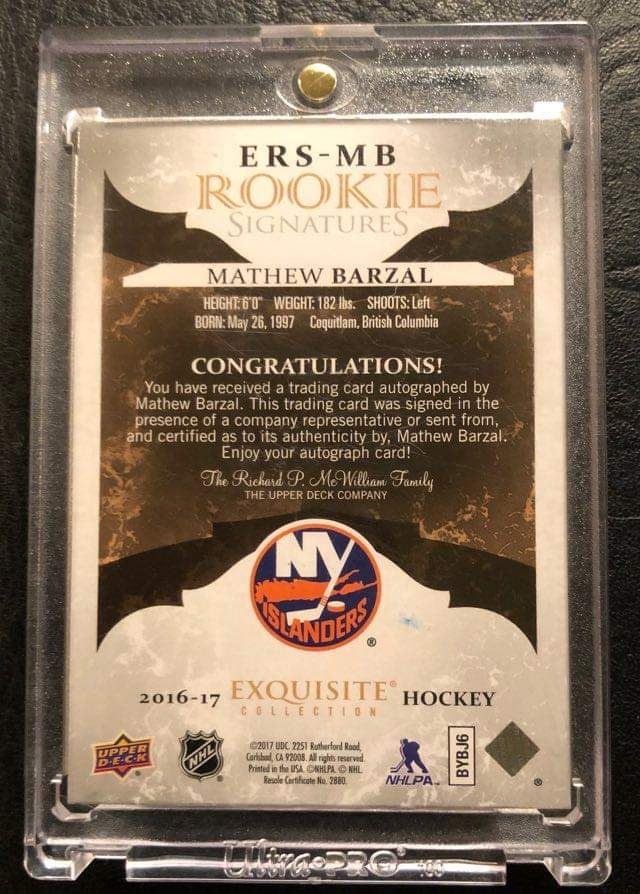 ERS-MB
ROOKIE
SIGNATURES
MATHEW BARZAL
HEIGHT: 6'0" WEIGHT: 182 lbs. SHOOTS: Left
BORN: May 26, 1997 Coquitlam, British Columbia
CONGRATULATIONS!
You have received a trading card autographed by
Mathew Barzal. This trading card was signed in the
presence of a company representative or sent from,
and certified as to its authenticity by, Mathew Barzal.
Enjoy your autograph card!
The Richard P. McWilliam Family
THE UPPER DECK COMPANY
NY
ISLANDERS
®
2016-17 EXQUISITE® HOCKEY
COLLECTION
UPPER
D·E·C·K
NHL
©2017 UDC. 2251 Rutherford Road,
Carlsbad, CA 92008. All rights reserved.
Printed in the USA. ©NHLPA. © NHL.
Resale Certificate No. 2880.
NHLPA
BYBJ6
®
Ultra·PRO®